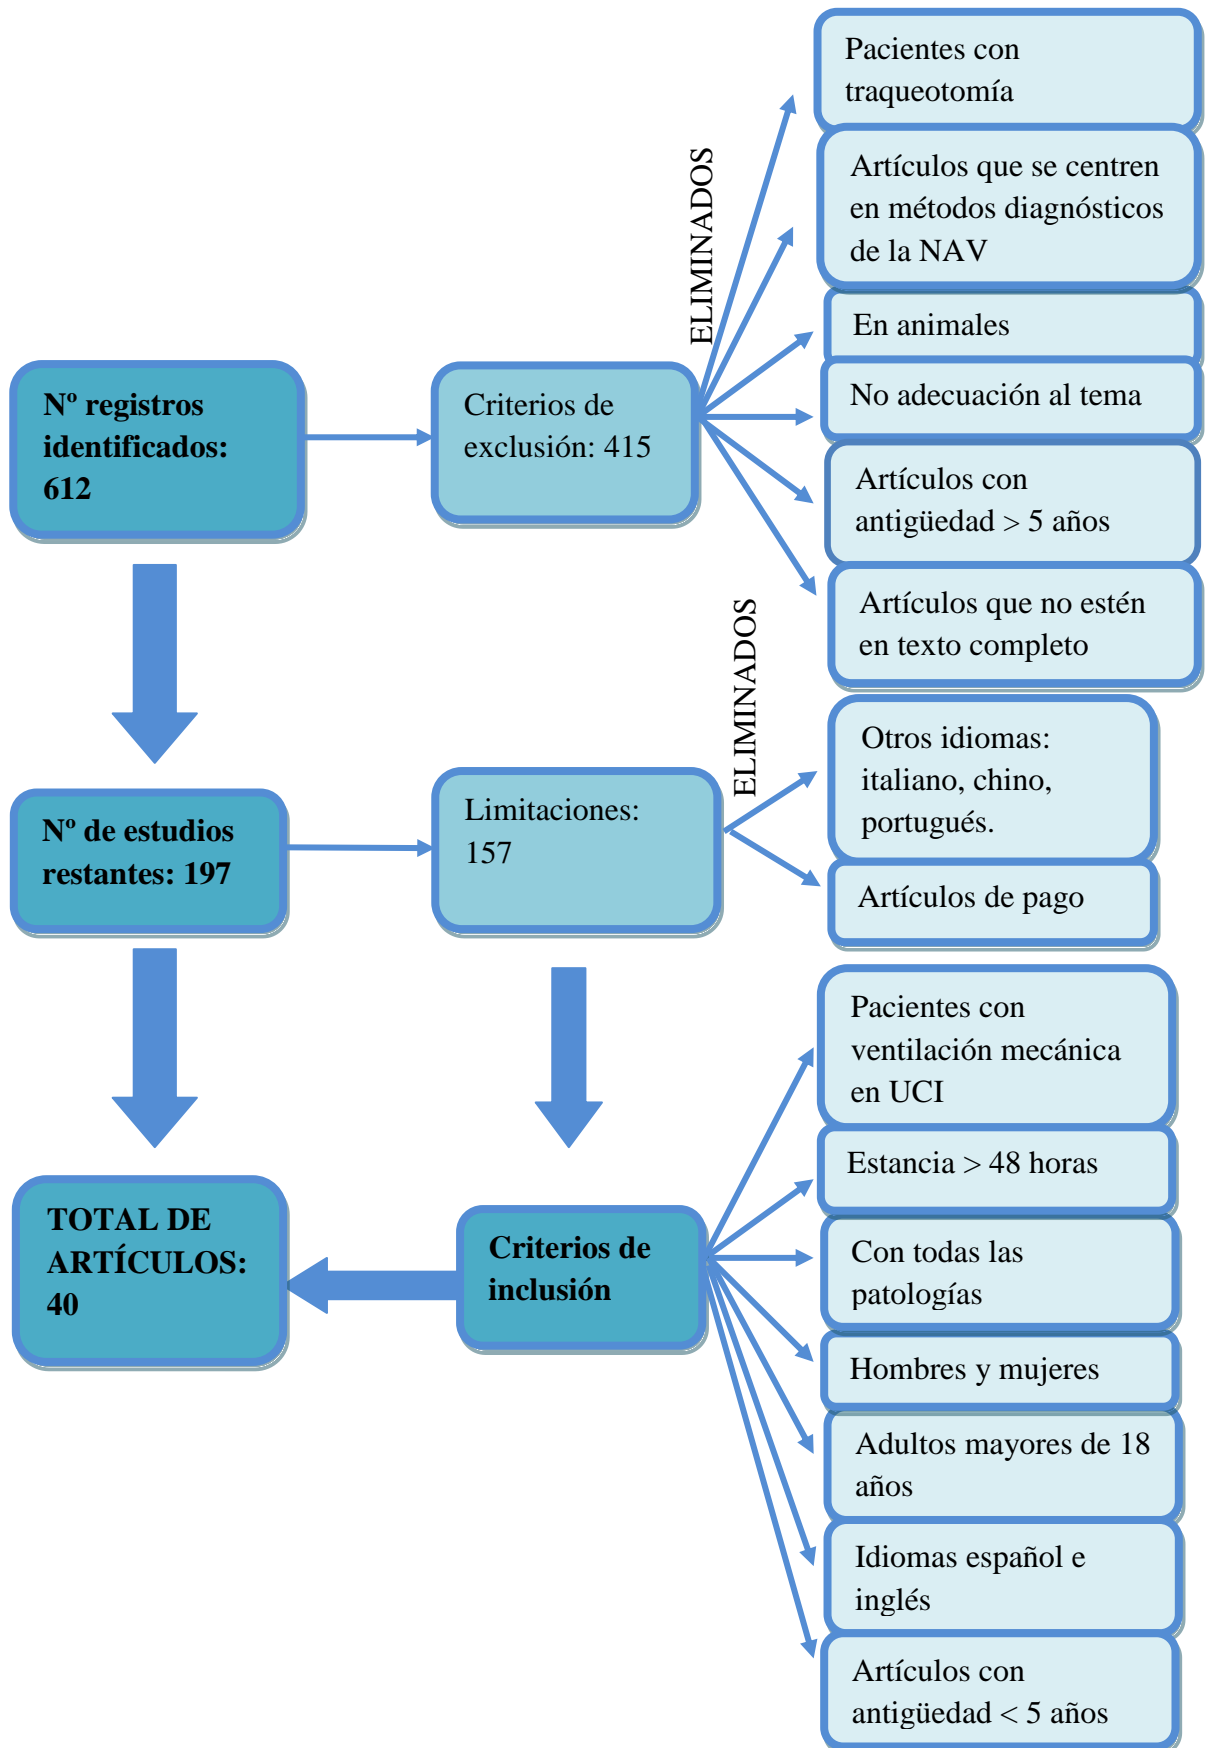 Nº registros
identificados:
612
Criterios de
exclusión: 415
ELIMINADOS
Pacientes con
traqueotomía
Artículos que se centren
en métodos diagnósticos
de la NAV
En animales
No adecuación al tema
Artículos con
antigüedad > 5 años
Artículos que no estén
en texto completo
Nº de estudios
restantes: 197
Limitaciones:
157
ELIMINADOS
Otros idiomas:
italiano, chino,
portugués.
Artículos de pago
TOTAL DE
ARTÍCULOS:
40
Criterios de
inclusión
Pacientes con
ventilación mecánica
en UCI
Estancia > 48 horas
Con todas las
patologías
Hombres y mujeres
Adultos mayores de 18
años
Idiomas español e
inglés
Artículos con
antigüedad < 5 años